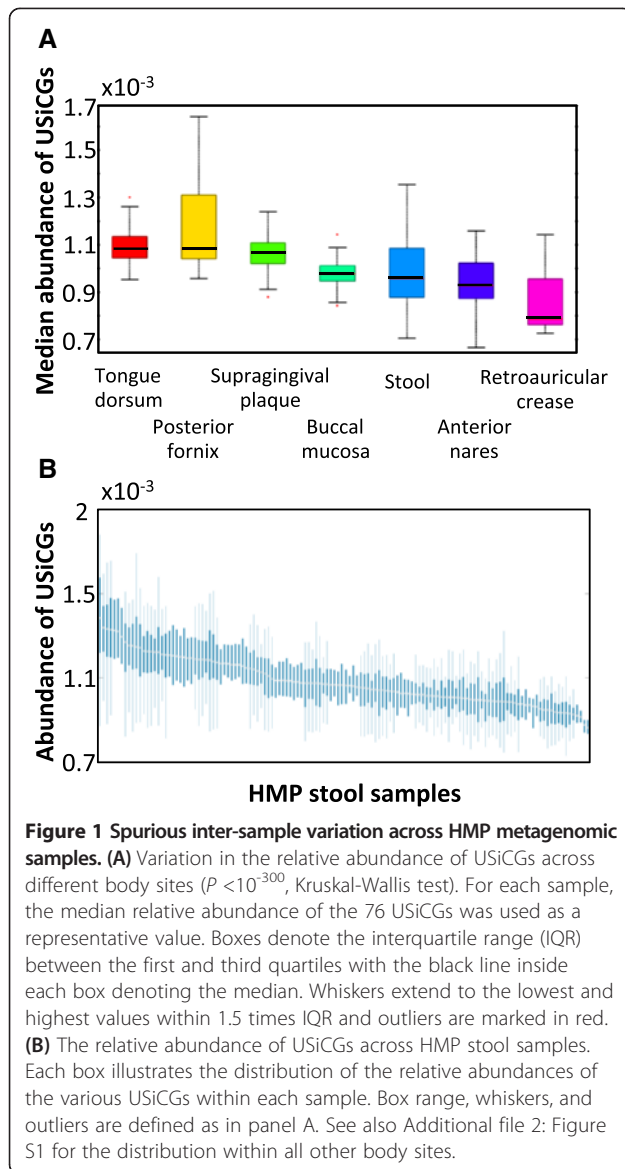 A
x10-3
1.7
1.5
1.3
1.1
0.9
0.7
Median abundance of USiCGs
Tongue dorsum
Posterior fornix
Supragingival plaque
Buccal mucosa
Stool
Anterior nares
Retroauricular crease
B
x10-3
2
1.5
1.1
0.7
Abundance of USiCGs
HMP stool samples
Figure 1 Spurious inter-sample variation across HMP metagenomic
samples. (A) Variation in the relative abundance of USiCGs across
different body sites (P <10-300, Kruskal-Wallis test). For each sample,
the median relative abundance of the 76 USiCGs was used as a
representative value. Boxes denote the interquartile range (IQR)
between the first and third quartiles with the black line inside
each box denoting the median. Whiskers extend to the lowest and
highest values within 1.5 times IQR and outliers are marked in red.
(B) The relative abundance of USiCGs across HMP stool samples.
Each box illustrates the distribution of the relative abundances of
the various USiCGs within each sample. Box range, whiskers, and
outliers are defined as in panel A. See also Additional file 2: Figure
S1 for the distribution within all other body sites.